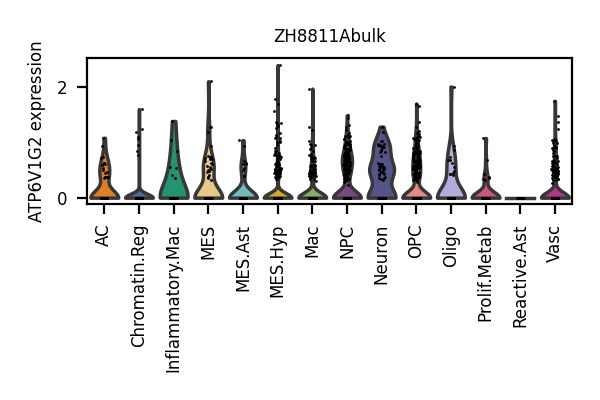 ZH8811Abulk
ATP6V1G2 expression
2
0
AC
Chromatin.Reg
Inflammatory.Mac
MES
MES.Ast
MES.Hyp
Mac
NPC
Neuron
OPC
Oligo
Prolif.Metab
Reactive.Ast
Vasc